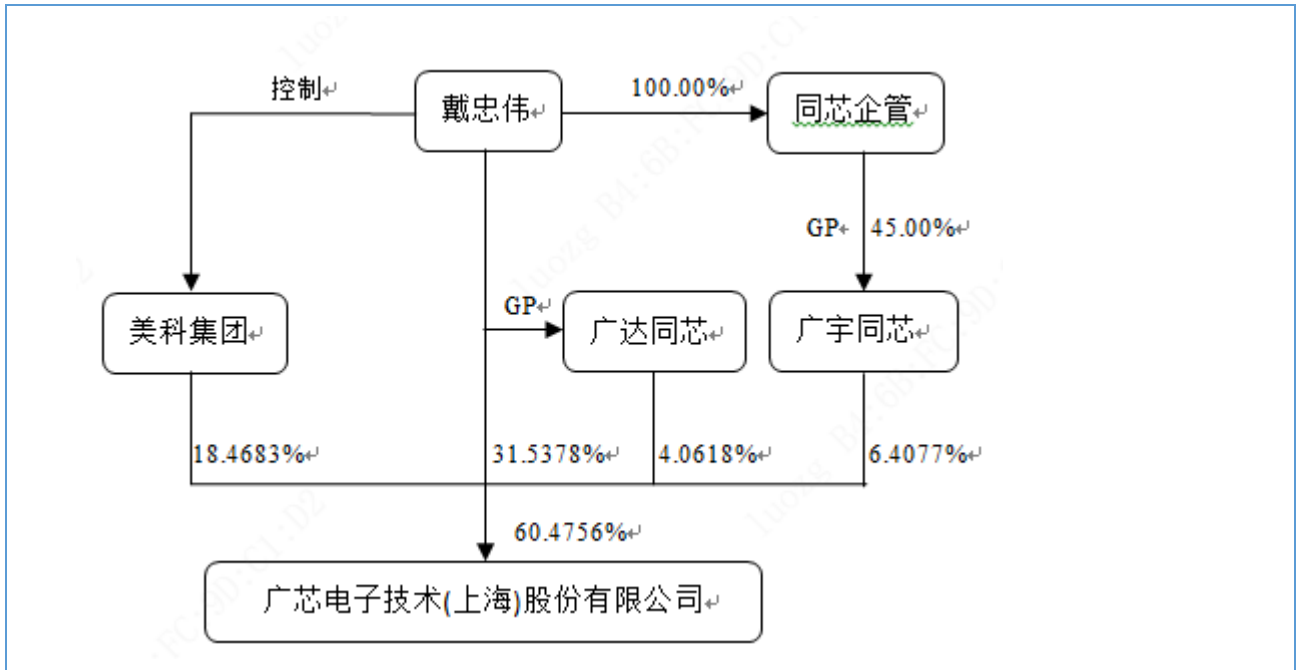 控制
戴忠伟
100.00%
同芯企管
GP
45.00%
美科集团
GP
广达同芯
广宇同芯
18.4683%
31.5378%
4.0618%
6.4077%
60.4756%
广芯电子技术(上海)股份有限公司